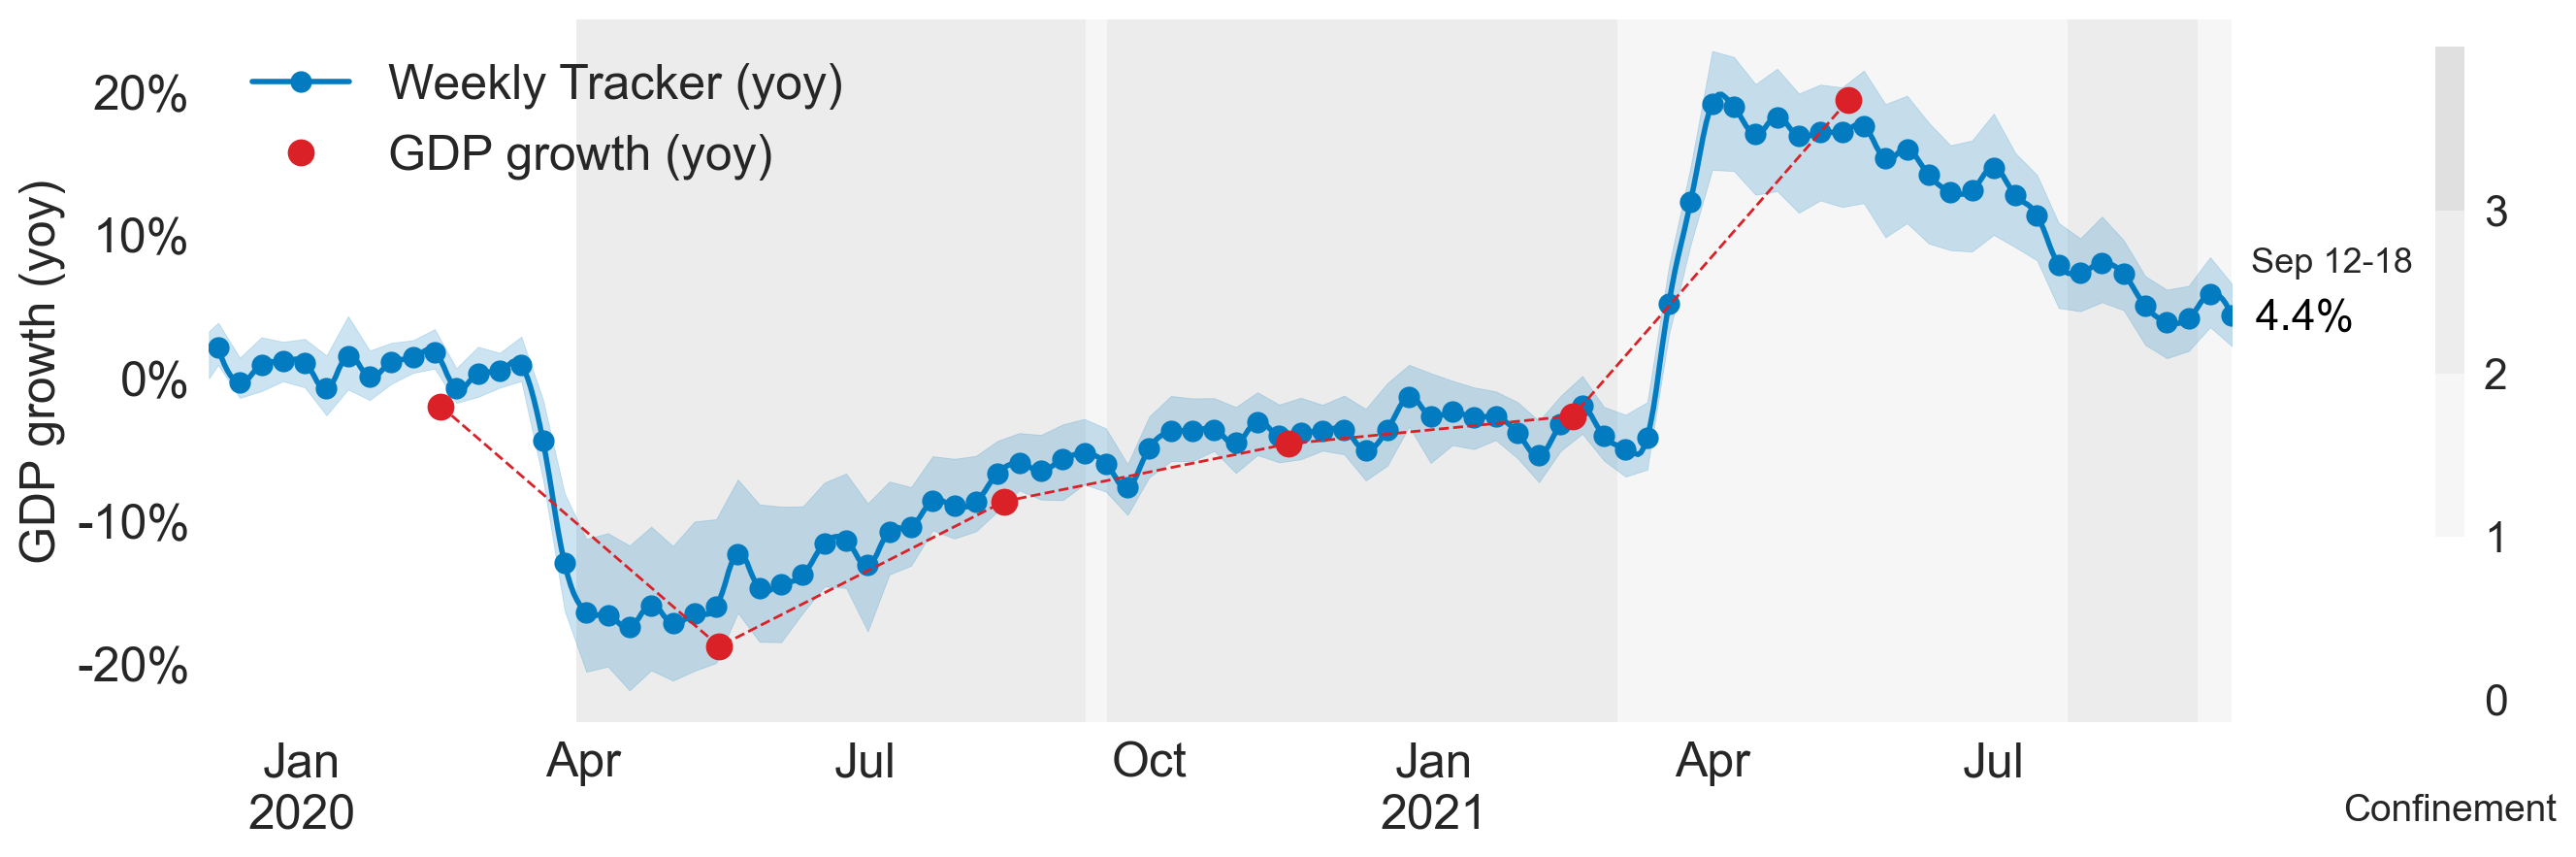 Weekly Tracker (yoy)
GDP growth (yoy)
GDP growth (yoy)
20%
10%
0%
-10%
-20%
Jan
2020
Apr
Jul
Oct
Jan
2021
Apr
Jul
Sep 12-18
4.4%
3
2
1
0
Confinement